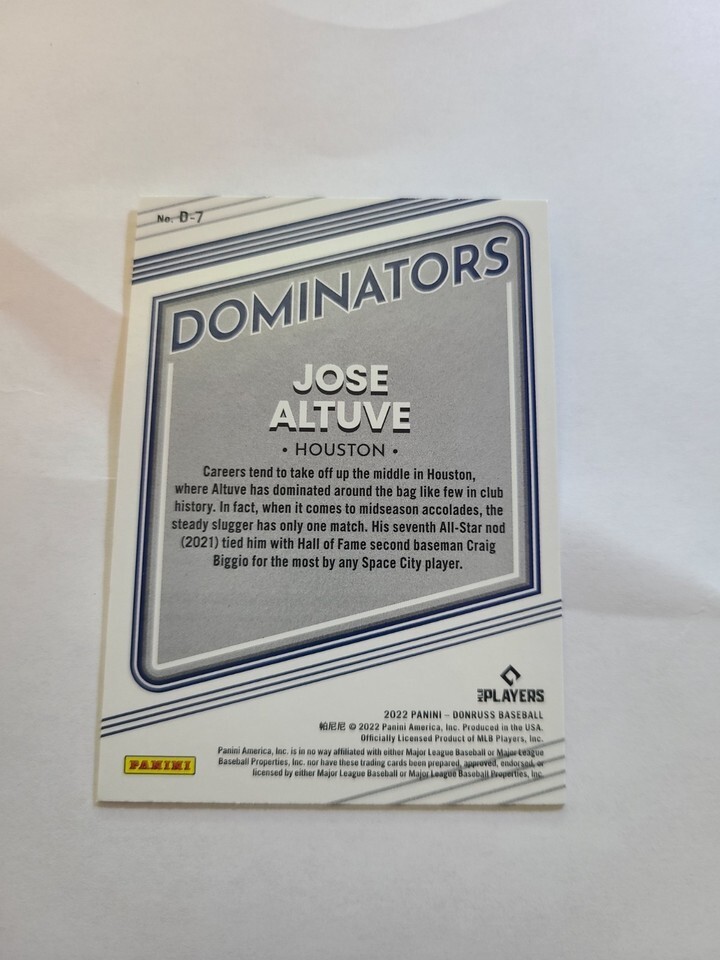 No. D-7
DOMINATORS
JOSE
ALTUVE
• HOUSTON •
Careers tend to take off up the middle in Houston,
where Altuve has dominated around the bag like few in club
history. In fact, when it comes to midseason accolades, the
steady slugger has only one match. His seventh All-Star nod
(2021) tied him with Hall of Fame second baseman Craig
Biggio for the most by any Space City player.
MLB PLAYERS
2022 PANINI – DONRUSS BASEBALL
帕尼尼 © 2022 Panini America, Inc. Produced in the USA.
Officially Licensed Product of MLB Players, Inc.
Panini America, Inc. is in no way affiliated with either Major League Baseball or Major League
Baseball Properties, Inc. nor have these trading cards been prepared, approved, endorsed, or
licensed by either Major League Baseball or Major League Baseball Properties, Inc.
PANINI